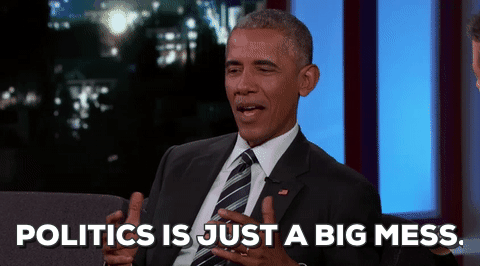 POLITICS IS JUST A BIG MESS.